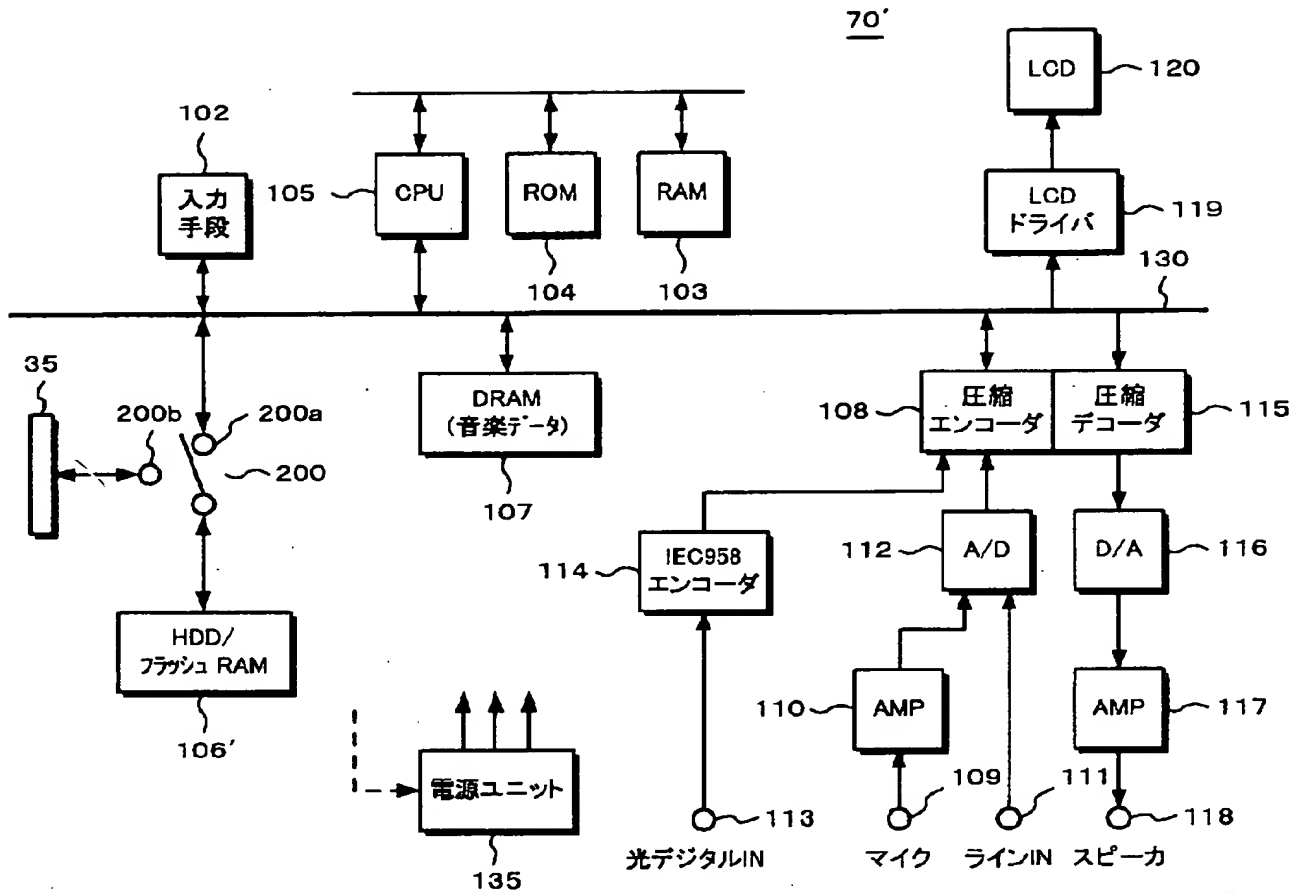 70′
LCD
120
102
入力
手段
105
CPU
ROM
RAM
104
103
LCD
ドライバ
119
130
35
200b
200a
200
DRAM
(音楽データ)
107
108
圧縮
エンコーダ
圧縮
デコーダ
115
114
IEC958
エンコーダ
112
A/D
D/A
116
HDD/
フラッシュ RAM
106′
電源ユニット
135
110
AMP
AMP
117
113
109
111
118
光デジタルIN
マイク
ラインIN
スピーカ